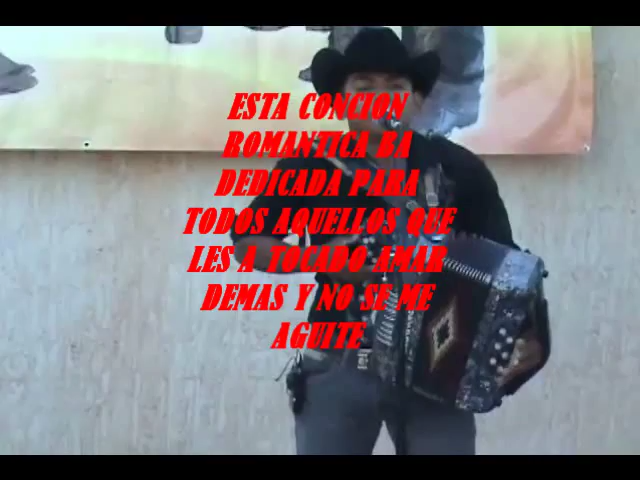 ESTA CONCION
ROMANTICA BA
DEDICADA PARA
TODOS AQUELLOS QUE
LES A TOCADO AMAR
DEMAS Y NO SE ME
AGUITE